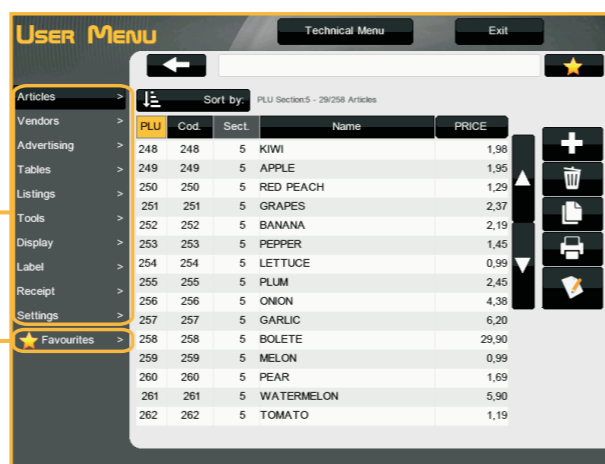 User Menu
Technical Menu
Exit
Articles >
Vendors >
Advertising >
Tables >
Listings >
Tools >
Display >
Label >
Receipt >
Settings >
Favourites >
Sort by:
PLU Section:5 - 29/258 Articles
PLU Cod. Sect. Name PRICE
248 248 5 KIWI 1,98
249 249 5 APPLE 1,95
250 250 5 RED PEACH 1,29
251 251 5 GRAPES 2,37
252 252 5 BANANA 2,19
253 253 5 PEPPER 1,45
254 254 5 LETTUCE 0,99
255 255 5 PLUM 2,45
256 256 5 ONION 4,38
257 257 5 GARLIC 6,20
258 258 5 BOLETE 29,90
259 259 5 MELON 0,99
260 260 5 PEAR 1,69
261 261 5 WATERMELON 5,90
262 262 5 TOMATO 1,19